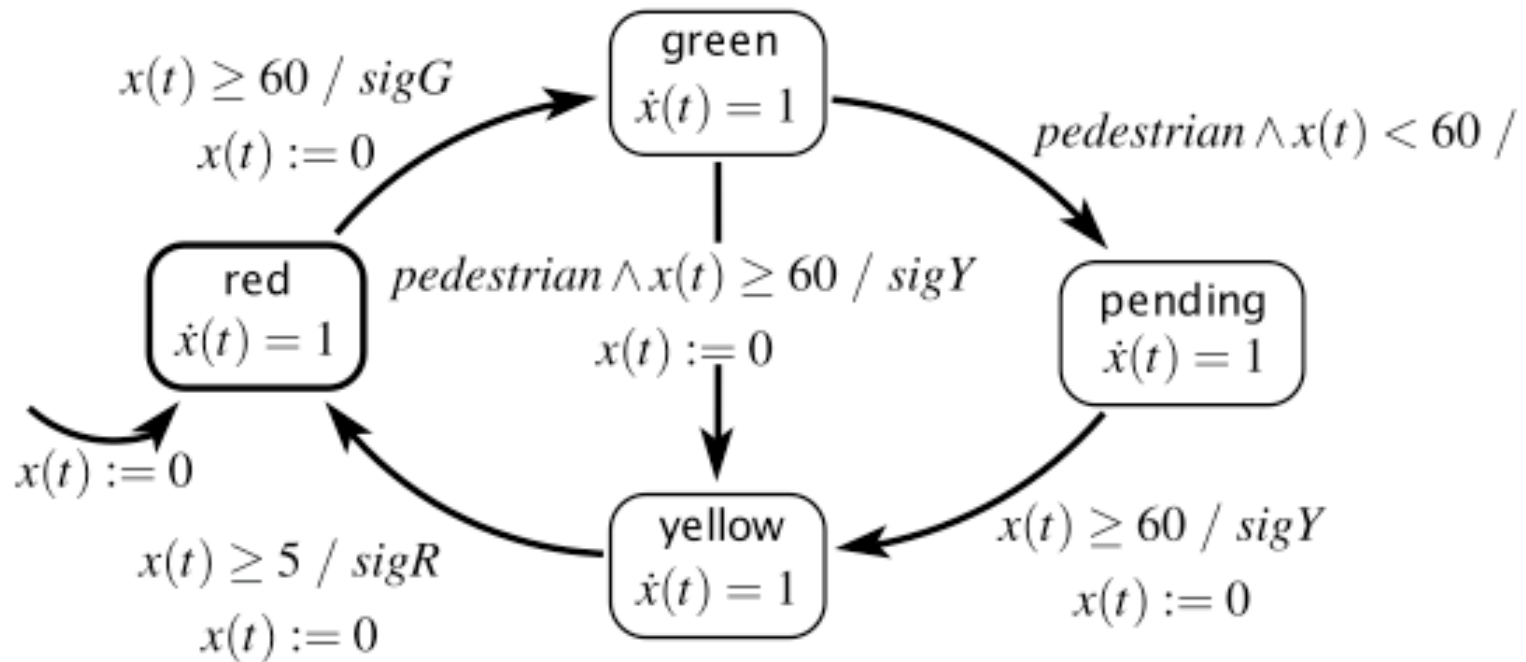 green
ẋ(t) = 1
x(t) ≥ 60 / sigG
x(t) := 0
pedestrian ∧ x(t) < 60 /
red
ẋ(t) = 1
pedestrian ∧ x(t) ≥ 60 / sigY
x(t) := 0
pending
ẋ(t) = 1
x(t) := 0
yellow
ẋ(t) = 1
x(t) ≥ 60 / sigY
x(t) := 0
x(t) ≥ 5 / sigR
x(t) := 0